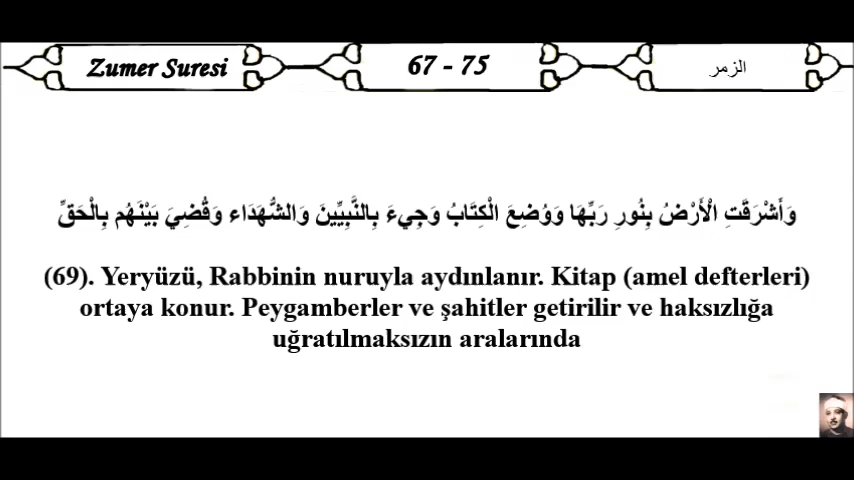 Zumer Suresi
67 - 75
الزمر
وَأَشْرَقَتِ الْأَرْضُ بِنُورِ رَبِّهَا وَوُضِعَ الْكِتَابُ وَجِيءَ بِالنَّبِيِّينَ وَالشُّهَدَاء وَقُضِيَ بَيْنَهُم بِالْحَقِّ
(69). Yeryüzü, Rabbinin nuruyla aydınlanır. Kitap (amel defterleri)
ortaya konur. Peygamberler ve şahitler getirilir ve haksızlığa
uğratılmaksızın aralarında